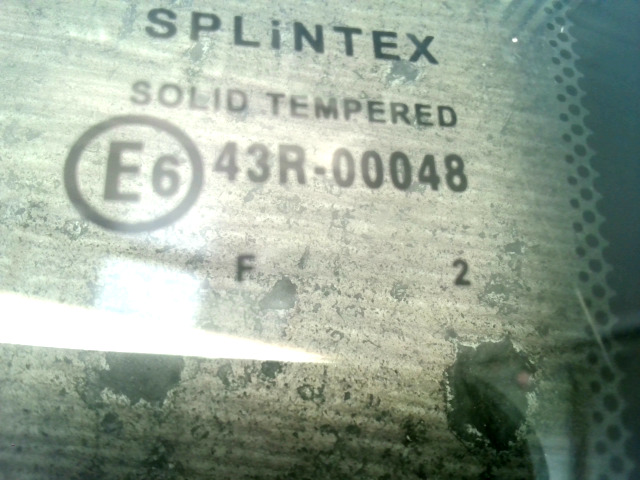 SPLiNTEX
SOLID TEMPERED
E6 43R-00048
F 2